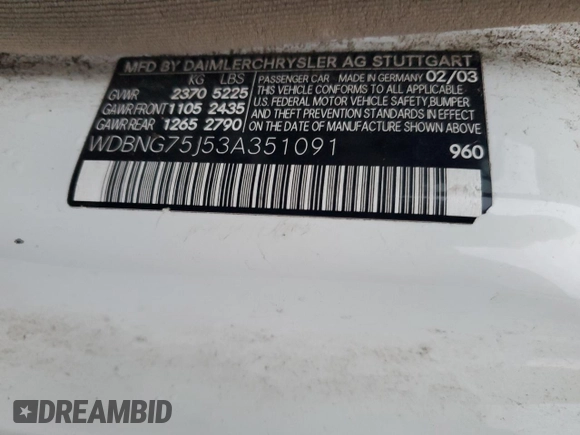 MFD BY DAIMLERCHRYSLER AG STUTTGART
KG LBS
GVWR 2370 5225
GAWR FRONT 1105 2435
GAWR REAR 1265 2790
PASSENGER CAR MADE IN GERMANY 02/03
THIS VEHICLE CONFORMS TO ALL APPLICABLE
U.S. FEDERAL MOTOR VEHICLE SAFETY, BUMPER
AND THEFT PREVENTION STANDARDS IN EFFECT
ON THE DATE OF MANUFACTURE SHOWN ABOVE.
WDBNG75J53A351091
960
DREAMBID